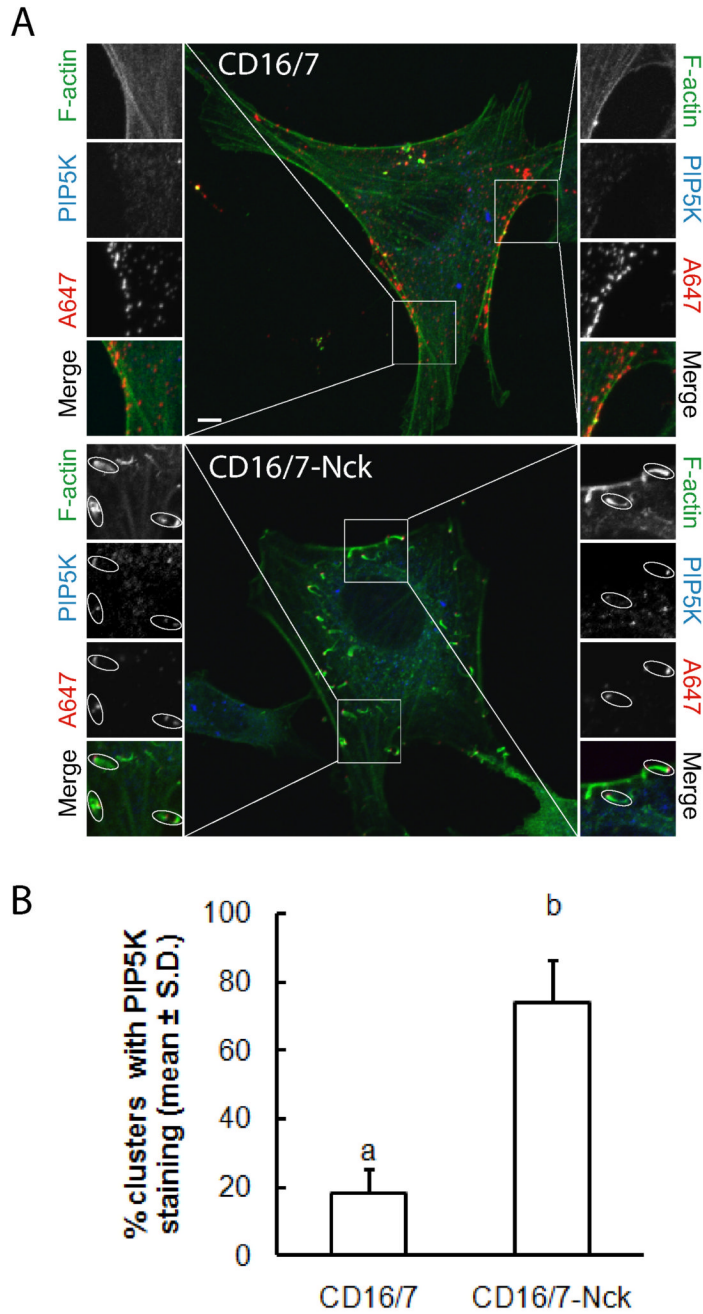 A
CD16/7
F-actin
PIP5K
A647
Merge
F-actin
PIP5K
A647
Merge
CD16/7-Nck
F-actin
PIP5K
A647
Merge
F-actin
PIP5K
A647
Merge
B
% clusters with PIP5K
staining (mean ± S.D.)
100
80
60
40
20
0
a
b
CD16/7
CD16/7-Nck